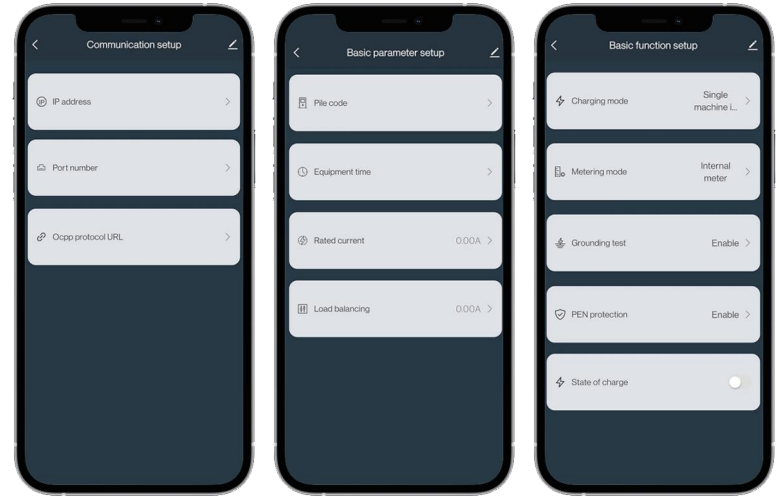 Communication setup
IP address
Port number
Ocpp protocol URL
Basic parameter setup
Pile code
Equipment time
Rated current 0.00A
Load balancing 0.00A
Basic function setup
Charging mode Single
machine i...
Metering mode Internal
meter
Grounding test Enable
PEN protection Enable
State of charge